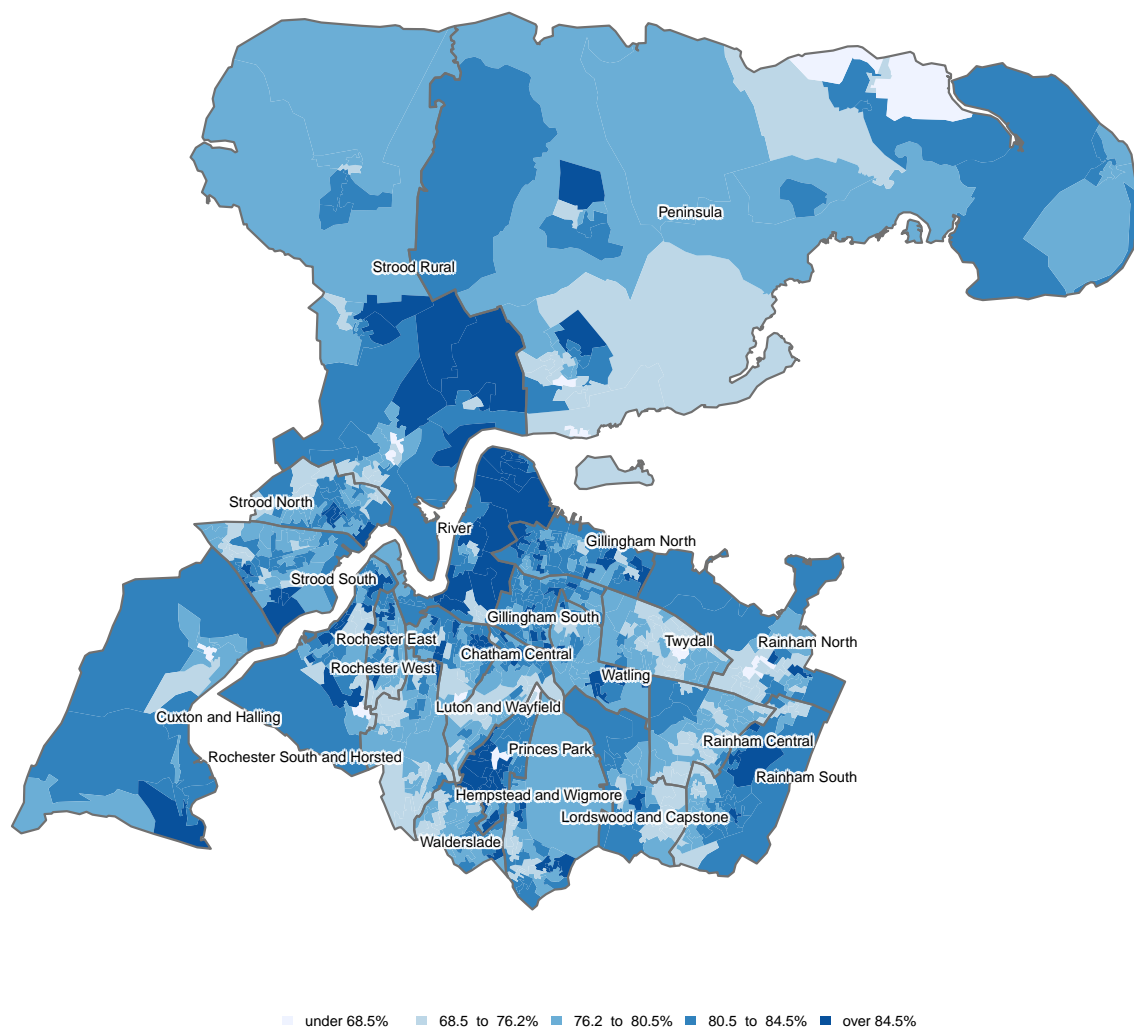 Peninsula
Strood Rural
Strood North
River
Gillingham North
Strood South
Gillingham South
Rochester East
Twydall
Rainham North
Chatham Central
Rochester West
Watling
Luton and Wayfield
Cuxton and Halling
Rainham Central
Princes Park
Rochester South and Horsted
Rainham South
Hempstead and Wigmore
Lordswood and Capstone
Walderslade
under 68.5% 68.5 to 76.2% 76.2 to 80.5% 80.5 to 84.5% over 84.5%